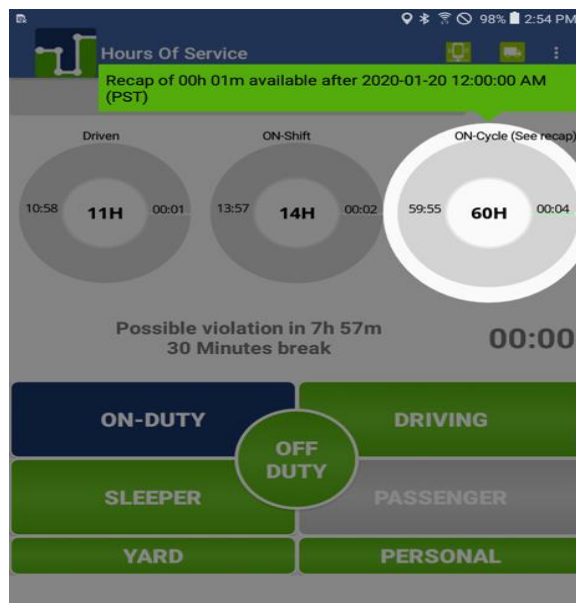 98% 2:54 PM
Hours Of Service
Recap of 00h 01m available after 2020-01-20 12:00:00 AM
(PST)
Driven ON-Shift ON-Cycle (See recap)
10:58 11H 00:01 13:57 14H 00:02 59:55 60H 00:04
Possible violation in 7h 57m
30 Minutes break
00:00
ON-DUTY DRIVING
OFF
DUTY
SLEEPER PASSENGER
YARD PERSONAL